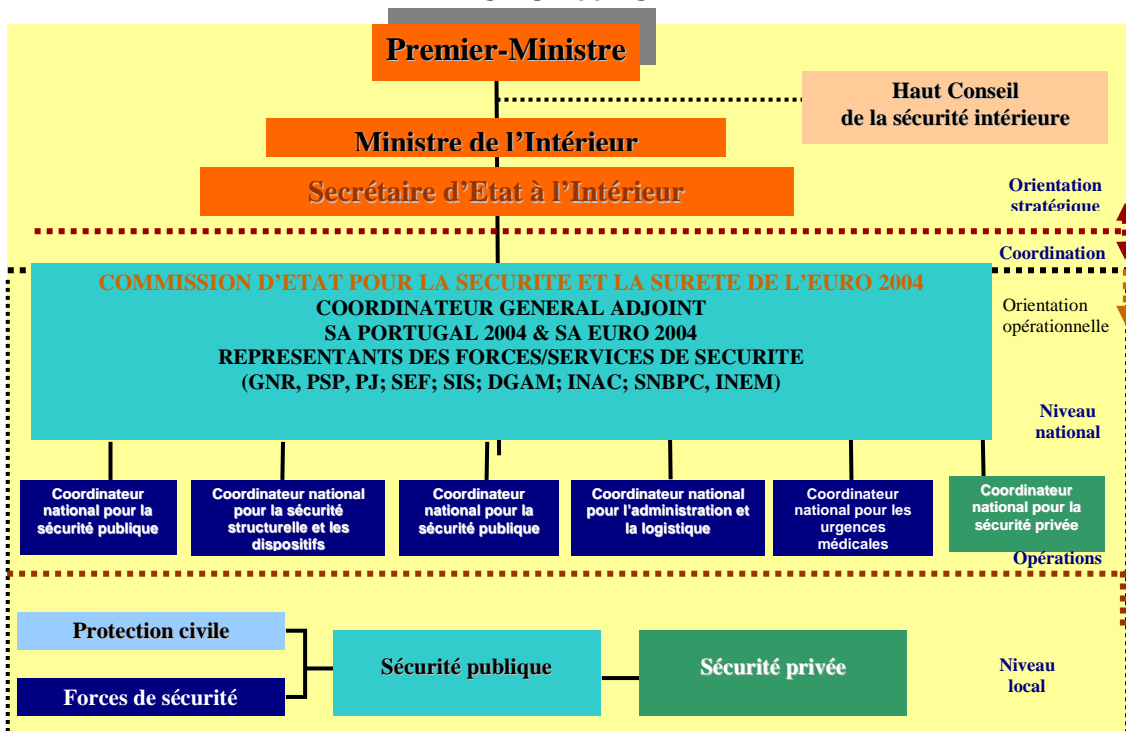 Premier-Ministre
Haut Conseil
de la sécurité intérieure
Ministre de l'Intérieur
Secrétaire d'Etat à l'Intérieur
Orientation
stratégique
Coordination
COMMISSION D'ETAT POUR LA SECURITE ET LA SURETE DE L'EURO 2004
COORDINATEUR GENERAL ADJOINT
SA PORTUGAL 2004 & SA EURO 2004
REPRESENTANTS DES FORCES/SERVICES DE SECURITE
(GNR, PSP, PJ; SEF; SIS; DGAM; INAC; SNBPC, INEM)
Orientation
opérationnelle
Niveau
national
Coordinateur
national pour la
sécurité publique
Coordinateur national
pour la sécurité
structurelle et les
dispositifs
Coordinateur
national pour la
sécurité publique
Coordinateur national
pour l'administration et
la logistique
Coordinateur
national pour les
urgences
médicales
Coordinateur
national pour la
sécurité privée
Opérations
Protection civile
Forces de sécurité
Sécurité publique
Sécurité privée
Niveau
local